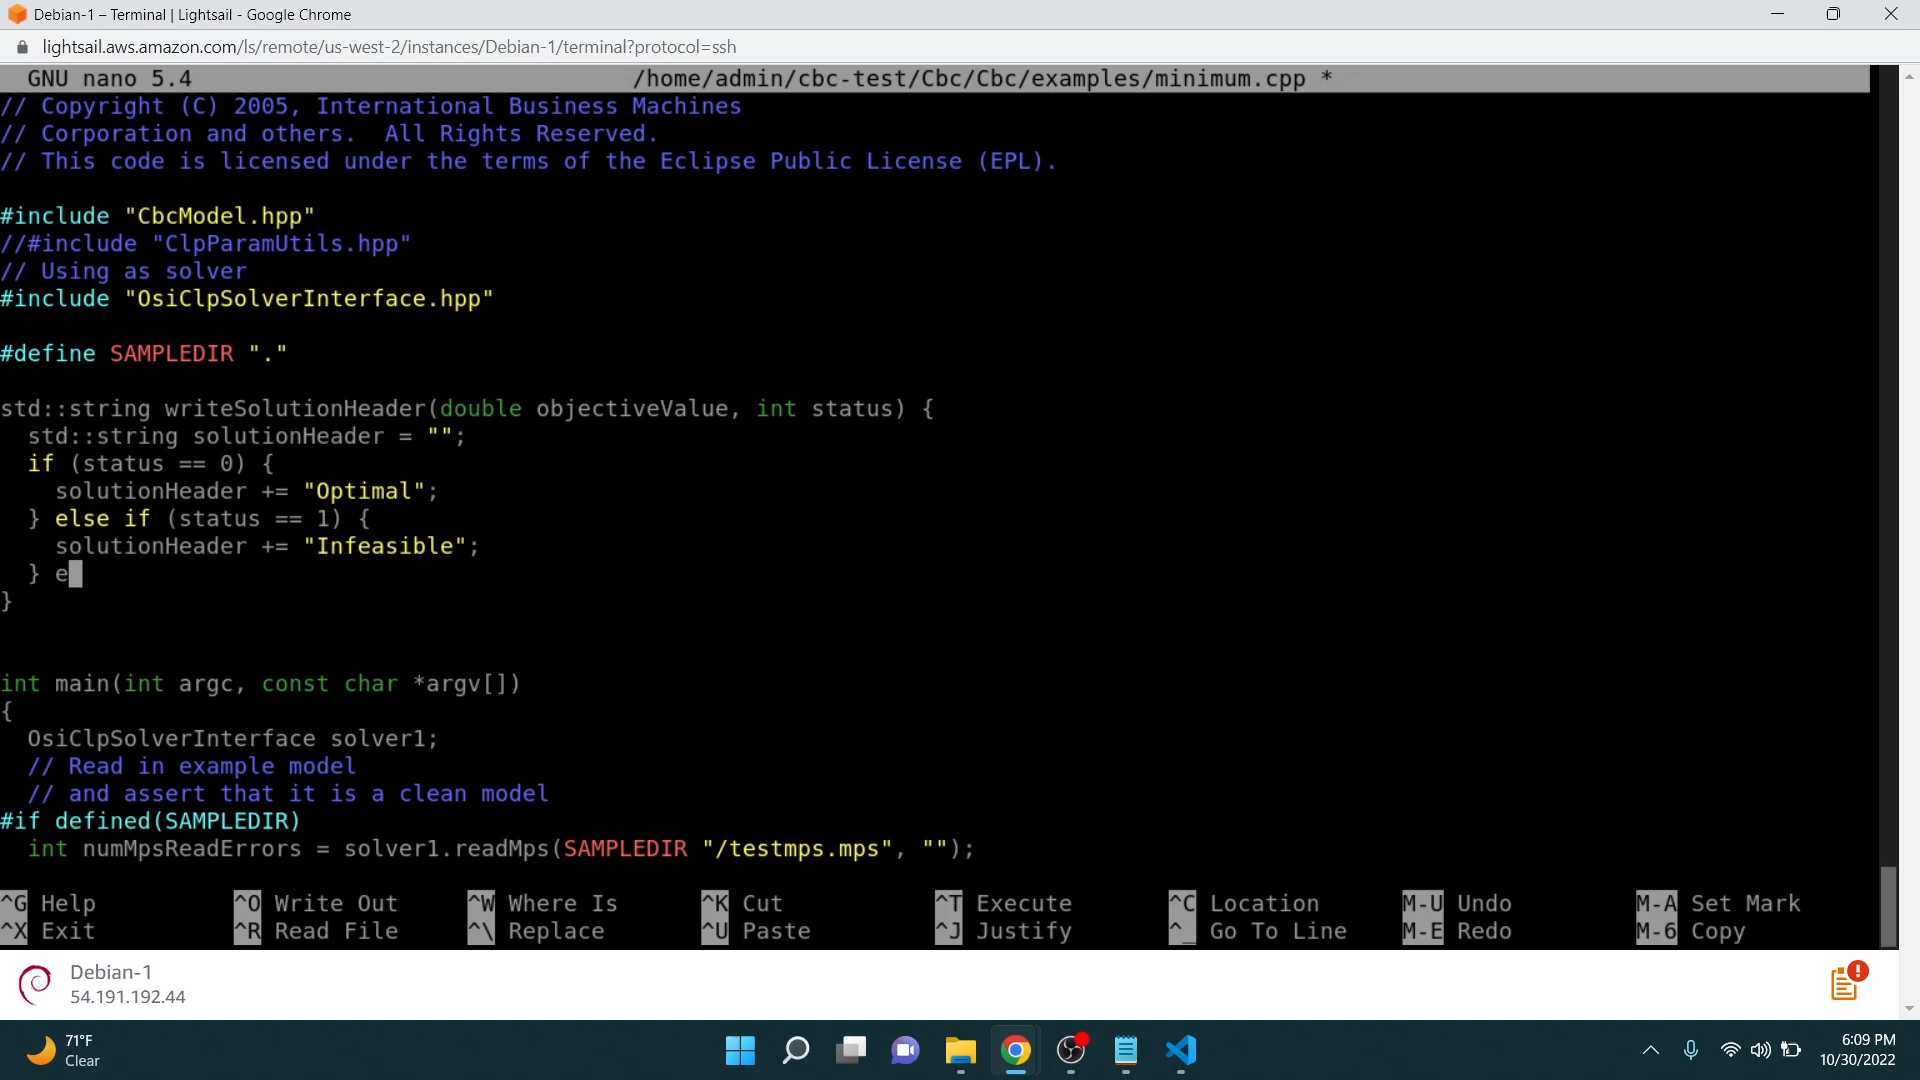 Debian-1 – Terminal | Lightsail - Google Chrome
lightsail.aws.amazon.com/ls/remote/us-west-2/instances/Debian-1/terminal?protocol=ssh
GNU nano 5.4 /home/admin/cbc-test/Cbc/Cbc/examples/minimum.cpp *
// Copyright (C) 2005, International Business Machines
// Corporation and others.  All Rights Reserved.
// This code is licensed under the terms of the Eclipse Public License (EPL).
#include "CbcModel.hpp"
//#include "ClpParamUtils.hpp"
// Using as solver
#include "OsiClpSolverInterface.hpp"
#define SAMPLEDIR "."
std::string writeSolutionHeader(double objectiveValue, int status) {
  std::string solutionHeader = "";
  if (status == 0) {
    solutionHeader += "Optimal";
  } else if (status == 1) {
    solutionHeader += "Infeasible";
  } e
}
int main(int argc, const char *argv[])
{
  OsiClpSolverInterface solver1;
  // Read in example model
  // and assert that it is a clean model
#if defined(SAMPLEDIR)
  int numMpsReadErrors = solver1.readMps(SAMPLEDIR "/testmps.mps", "");
^G Help ^O Write Out ^W Where Is ^K Cut ^T Execute ^C Location M-U Undo M-A Set Mark
^X Exit ^R Read File ^\ Replace ^U Paste ^J Justify ^_ Go To Line M-E Redo M-6 Copy
Debian-1
54.191.192.44
71°F
Clear
6:09 PM
10/30/2022